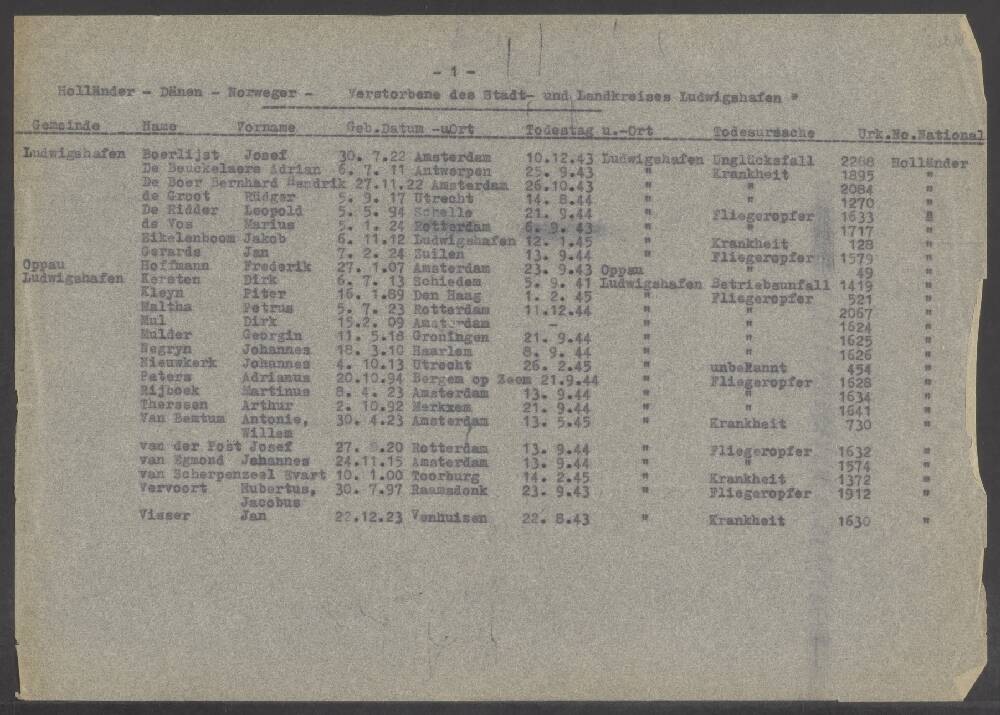 - 1 -
Holländer - Dänen - Norweger - Verstorbene des Stadt- und Landkreises Ludwigshafen "
Gemeinde Name Vorname Geb.Datum -uOrt Todestag u.-Ort Todesursache Urk.No.National
Ludwigshafen Boerlijst Josef 30. 7.22 Amsterdam 10.12.43 Ludwigshafen Unglücksfall 2288 Holländer
De Beuckelaers Adrian 6. 7. 11 Antwerpen 25. 9.43 " Krankheit 1895 "
De Boer Bernhard Hendrik 27.11.22 Amsterdam 26.10.43 " " 2084 "
de Groot Rüdger 5. 9. 17 Utrecht 14. 8.44 " " 1270 "
De Ridder Leopold 5. 5. 94 Schelle 21. 9.44 " Fliegeropfer 1633 "
de Vos Marius 5. 1. 24 Rotterdam 6. 9. 43 " " 1717 "
Eikelenboom Jakob 6. 11.12 Ludwigshafen 12. 1.45 " Krankheit 128 "
Gerards Jan 7. 2. 24 Zuilen 13. 9.44 " Fliegeropfer 1579 "
Oppau Hoffmann Frederik 27. 1.07 Amsterdam 23. 9.43 Oppau " 49 "
Ludwigshafen Kersten Dirk 6. 7. 13 Schiedam 5. 9.41 Ludwigshafen Betriebsunfall 1419 "
Kleyn Piter 16. 1.89 Den Haag 1. 2. 45 " Fliegeropfer 521 "
Maltha Petrus 5. 7. 23 Rotterdam 11.12.44 " " 2067 "
Mul Dirk 15.2. 09 Amsterdam - " " 1624 "
Mulder Georgin 11. 5.18 Groningen 21. 9.44 " " 1625 "
Negryn Johannes 18. 3.10 Haarlem 8. 9. 44 " " 1626 "
Nieuwkerk Johannes 4. 10.13 Utrecht 26. 2.45 " unbekannt 454 "
Peters Adrianus 20.10.94 Bergem op Zoom 21.9.44 " Fliegeropfer 1628 "
Rijboek Martinus 8. 4. 23 Amsterdam 13. 9.44 " " 1634 "
Therssen Arthur 2. 10.92 Merkxem 21. 9.44 " " 1641 "
Van Bemtum Antonie, 30. 4.23 Amsterdam 13. 5.45 " Krankheit 730 "
Willem
van der Post Josef 27. .20 Rotterdam 13. 9.44 " Fliegeropfer 1632 "
van Egmond Johannes 24.11.15 Amsterdam 13. 9.44 " " 1574 "
van Scherpenzeel Evart 10. 1.00 Toorburg 14. 2.45 " Krankheit 1372 "
Vervoort Hubertus, 30. 7.97 Raamsdonk 23. 9.43 " Fliegeropfer 1912 "
Jacobus
Visser Jan 22.12.23 Venhuisen 22. 8.43 " Krankheit 1630 "